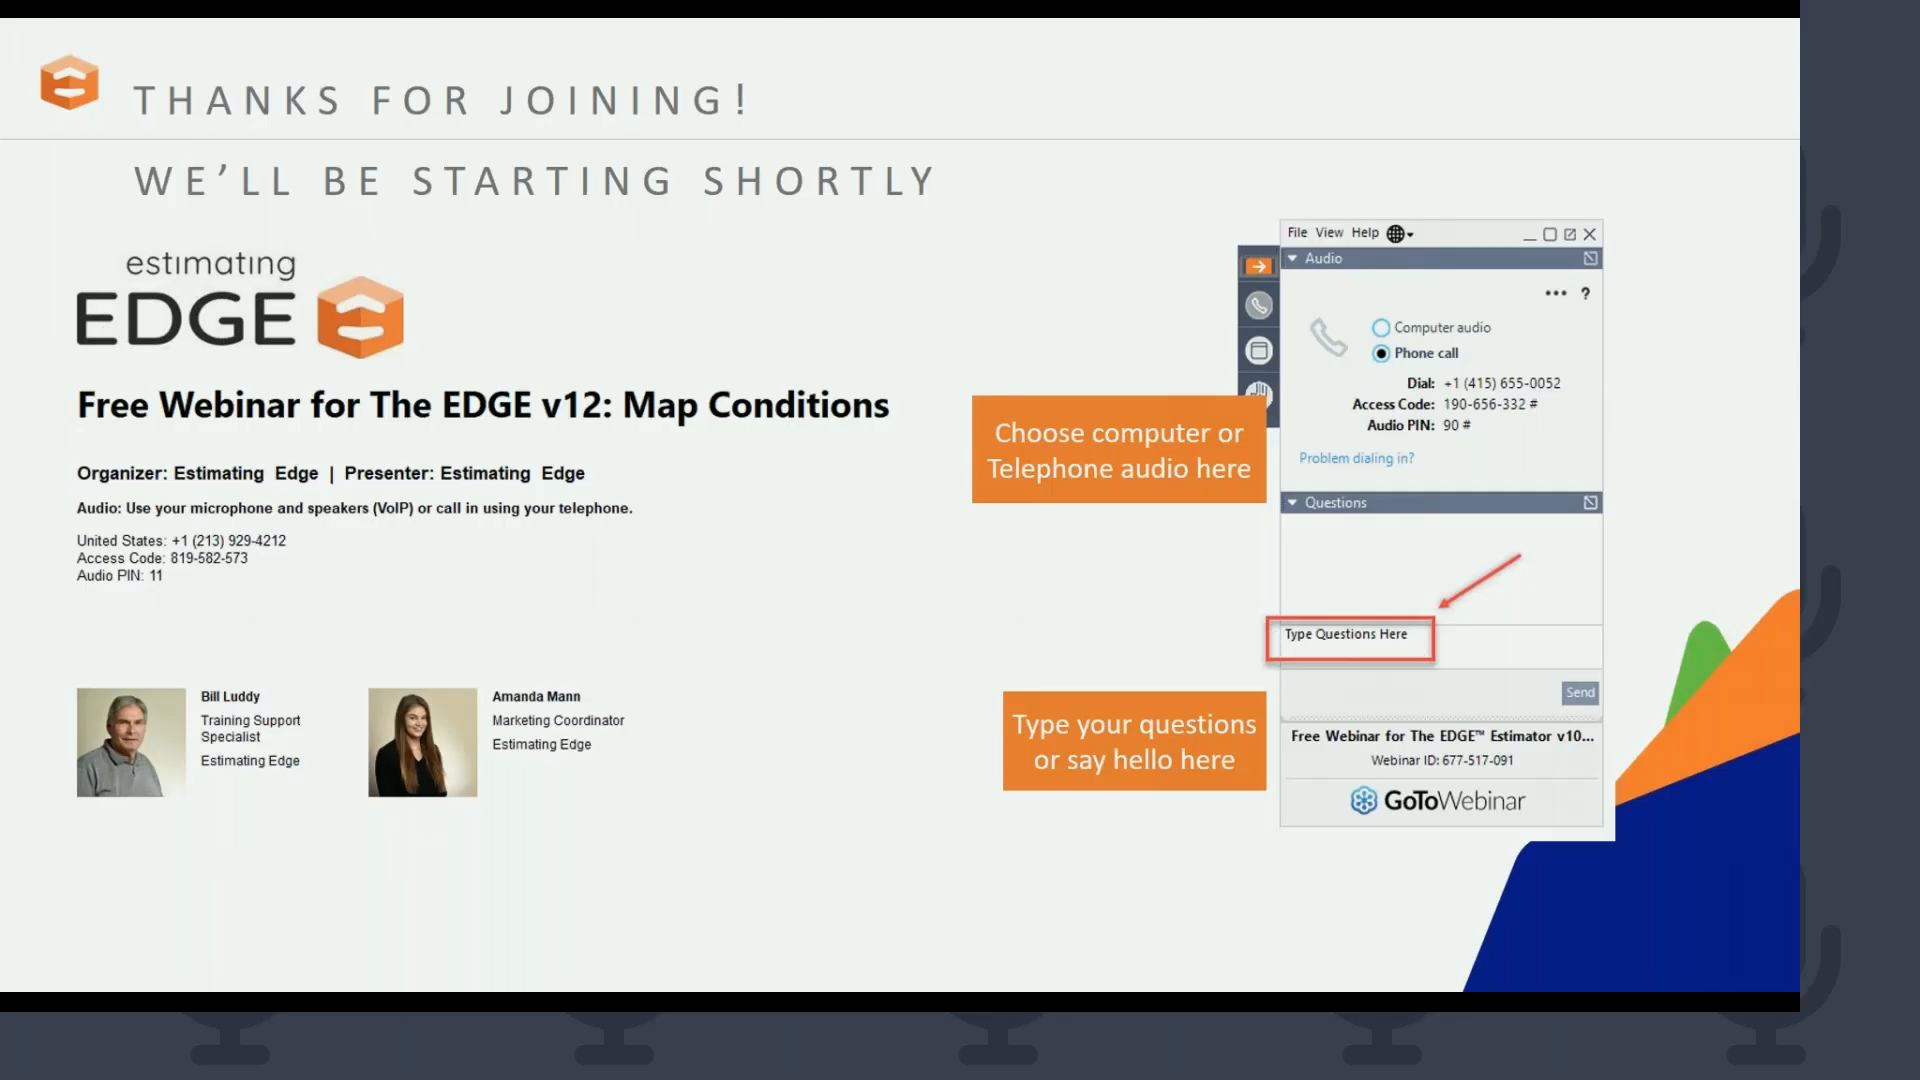 THANKS FOR JOINING!
WE’LL BE STARTING SHORTLY
estimating
EDGE
Free Webinar for The EDGE v12: Map Conditions
Organizer: Estimating Edge | Presenter: Estimating Edge
Audio: Use your microphone and speakers (VoIP) or call in using your telephone.
United States: +1 (213) 929-4212
Access Code: 819-582-573
Audio PIN: 11
Bill Luddy
Training Support
Specialist
Estimating Edge
Amanda Mann
Marketing Coordinator
Estimating Edge
Choose computer or
Telephone audio here
Type your questions
or say hello here
File View Help
Audio
... ?
Computer audio
Phone call
Dial: +1 (415) 655-0052
Access Code: 190-656-332 #
Audio PIN: 90 #
Problem dialing in?
Questions
Type Questions Here
Send
Free Webinar for The EDGE™ Estimator v10...
Webinar ID: 677-517-091
GoToWebinar